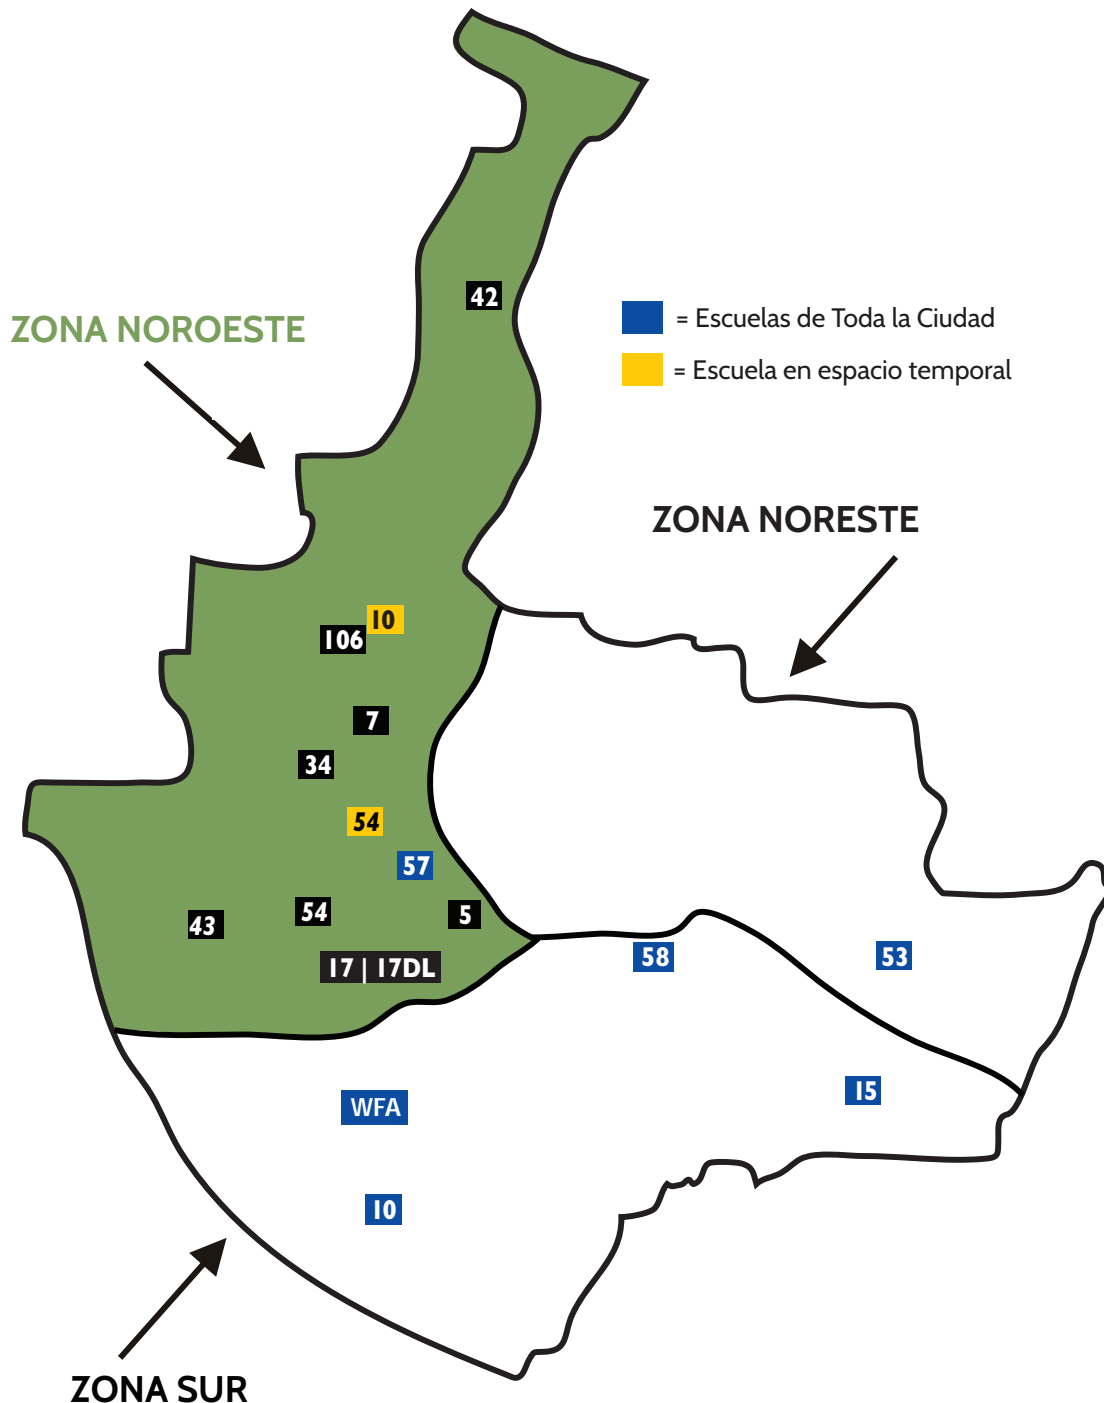 42
ZONA NOROESTE
= Escuelas de Toda la Ciudad
= Escuela en espacio temporal
ZONA NORESTE
10
106
7
34
54
57
43
54
5
17 | 17DL
58
53
15
WFA
10
ZONA SUR